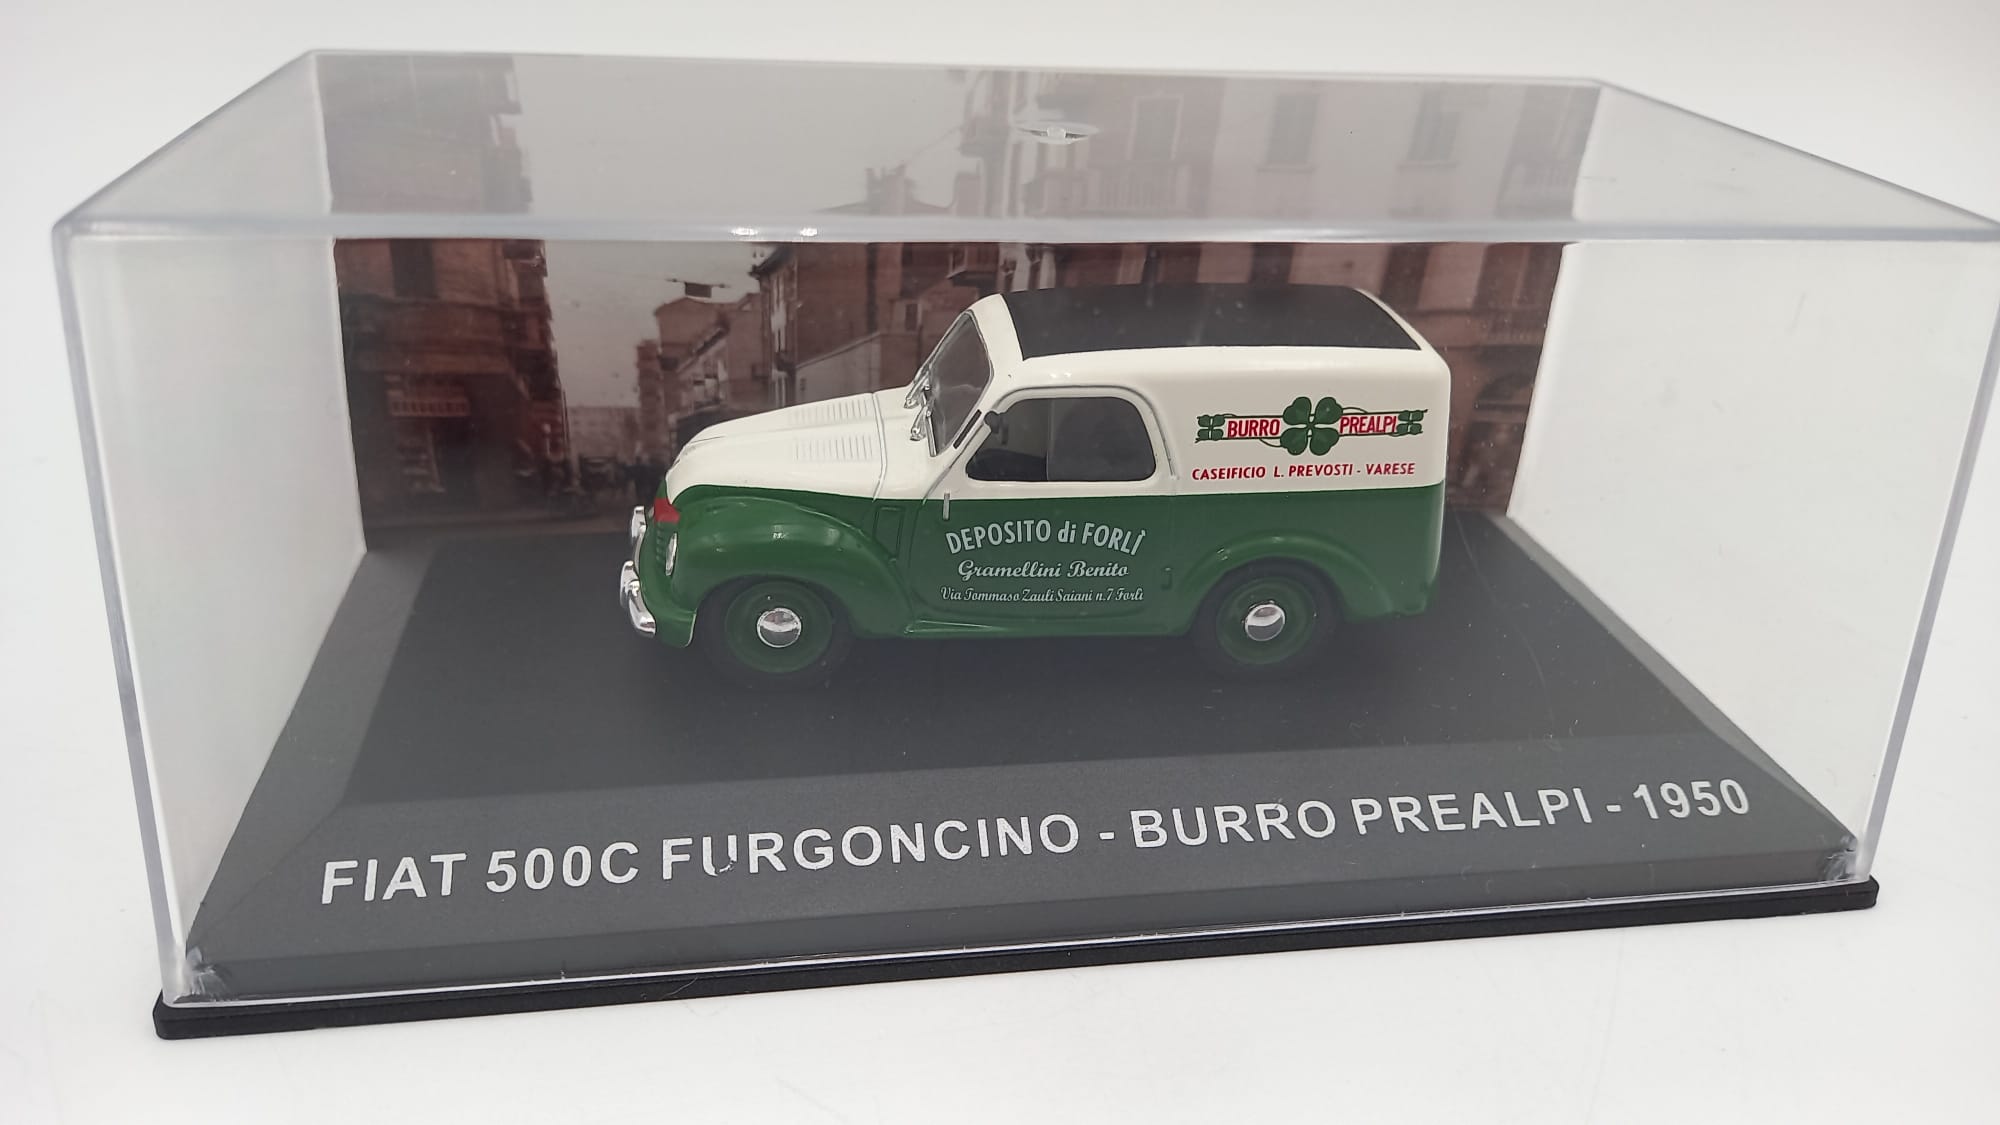 BURRO PREALPI
CASEIFICIO L. PREVOSTI - VARESE
DEPOSITO di FORLÌ
Gramellini Benito
Via Tommaso Zauli Saiani n.7 Forlì
FIAT 500C FURGONCINO - BURRO PREALPI - 1950